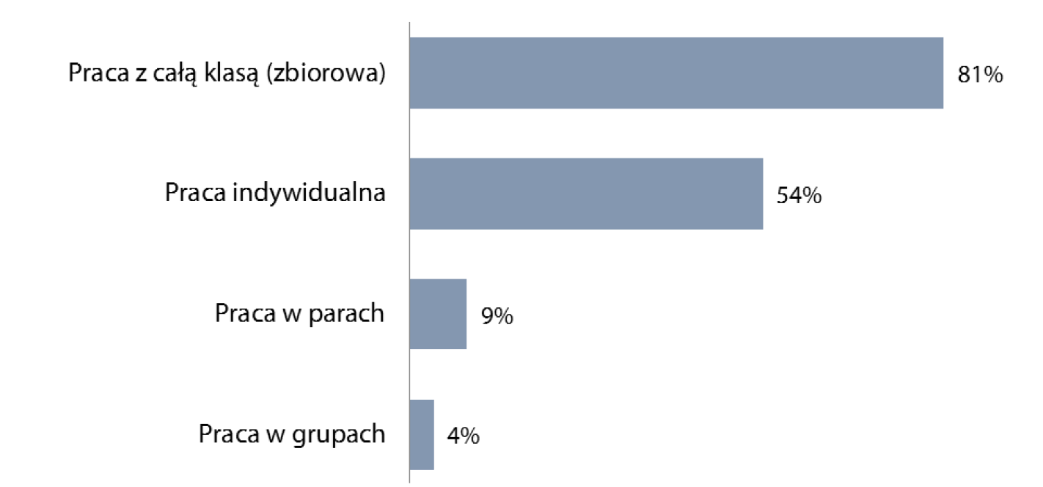 Praca z całą klasą (zbiorowa) 81%
Praca indywidualna 54%
Praca w parach 9%
Praca w grupach 4%